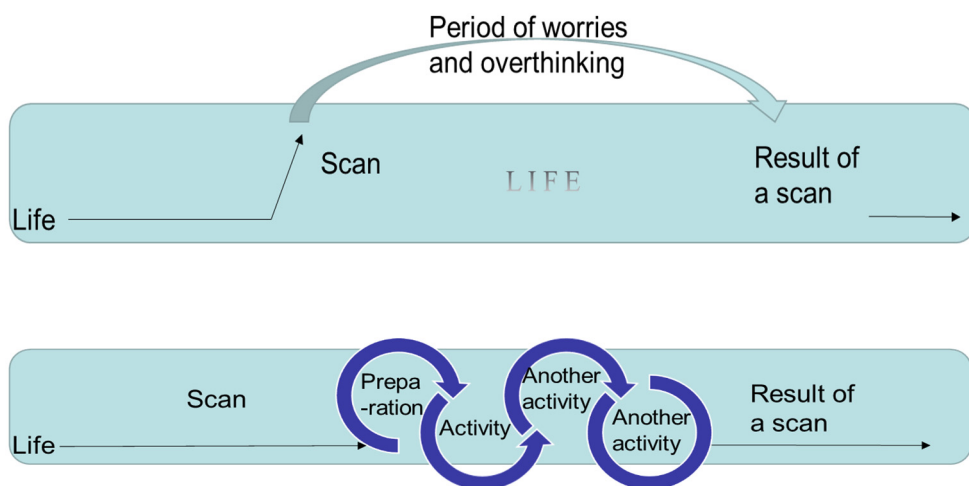 Period of worries
and overthinking
Scan
LIFE
Result of
a scan
Life
Scan
Prepa
-ration
Activity
Another
activity
Another
activity
Result of
a scan
Life